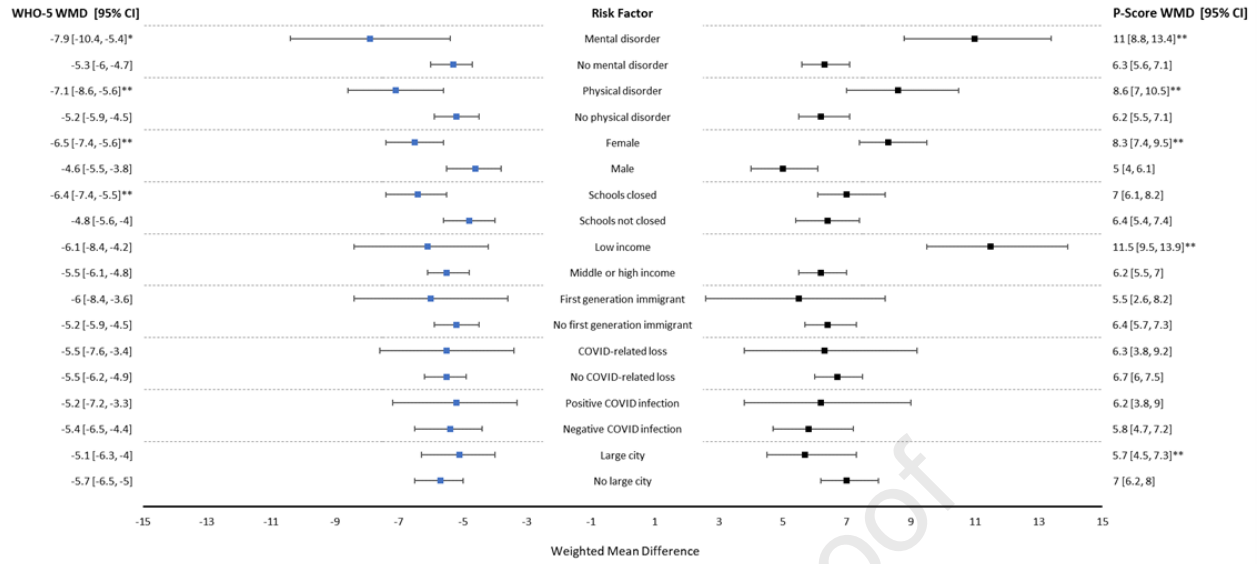 WHO-5 WMD [95% CI] Risk Factor P-Score WMD [95% CI]
-7.9 [-10.4, -5.4]* Mental disorder 11 [8.8, 13.4]**
-5.3 [-6, -4.7] No mental disorder 6.3 [5.6, 7.1]
-7.1 [-8.6, -5.6]** Physical disorder 8.6 [7, 10.5]**
-5.2 [-5.9, -4.5] No physical disorder 6.2 [5.5, 7.1]
-6.5 [-7.4, -5.6]** Female 8.3 [7.4, 9.5]**
-4.6 [-5.5, -3.8] Male 5 [4, 6.1]
-6.4 [-7.4, -5.5]** Schools closed 7 [6.1, 8.2]
-4.8 [-5.6, -4] Schools not closed 6.4 [5.4, 7.4]
-6.1 [-8.4, -4.2] Low income 11.5 [9.5, 13.9]**
-5.5 [-6.1, -4.8] Middle or high income 6.2 [5.5, 7]
-6 [-8.4, -3.6] First generation immigrant 5.5 [2.6, 8.2]
-5.2 [-5.9, -4.5] No first generation immigrant 6.4 [5.7, 7.3]
-5.5 [-7.6, -3.4] COVID-related loss 6.3 [3.8, 9.2]
-5.5 [-6.2, -4.9] No COVID-related loss 6.7 [6, 7.5]
-5.2 [-7.2, -3.3] Positive COVID infection 6.2 [3.8, 9]
-5.4 [-6.5, -4.4] Negative COVID infection 5.8 [4.7, 7.2]
-5.1 [-6.3, -4] Large city 5.7 [4.5, 7.3]**
-5.7 [-6.5, -5] No large city 7 [6.2, 8]
-15 -13 -11 -9 -7 -5 -3 -1 1 3 5 7 9 11 13 15
Weighted Mean Difference
oof